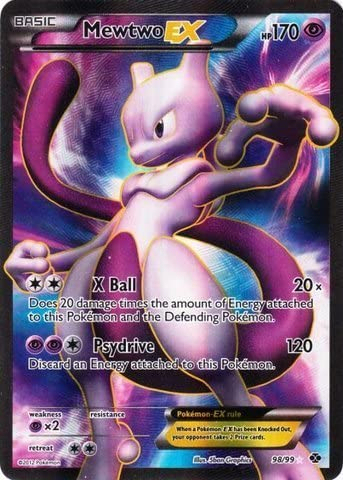 BASIC
Mewtwo EX HP170
X Ball 20×
Does 20 damage times the amount of Energy attached
to this Pokémon and the Defending Pokémon.
Psydrive 120
Discard an Energy attached to this Pokémon.
weakness resistance
×2
retreat
Pokémon-EX rule
When a Pokémon-EX has been Knocked Out,
your opponent takes 2 Prize cards.
©2012 Pokémon
Illus. 5ban Graphics
98/99